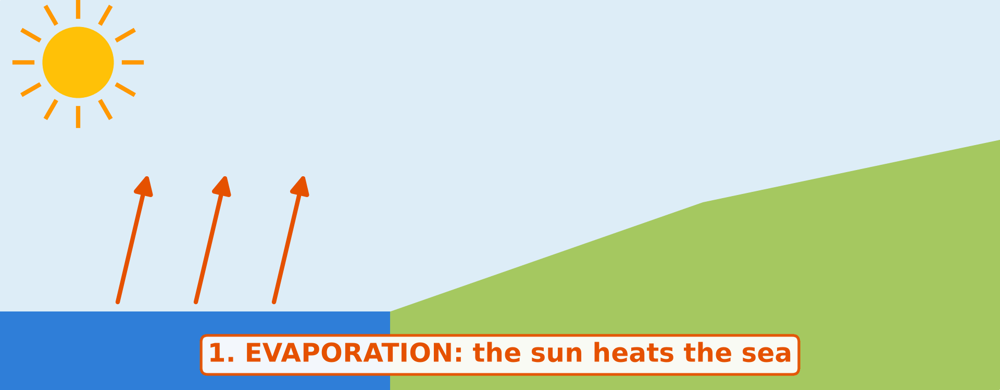 1. EVAPORATION: the sun heats the sea